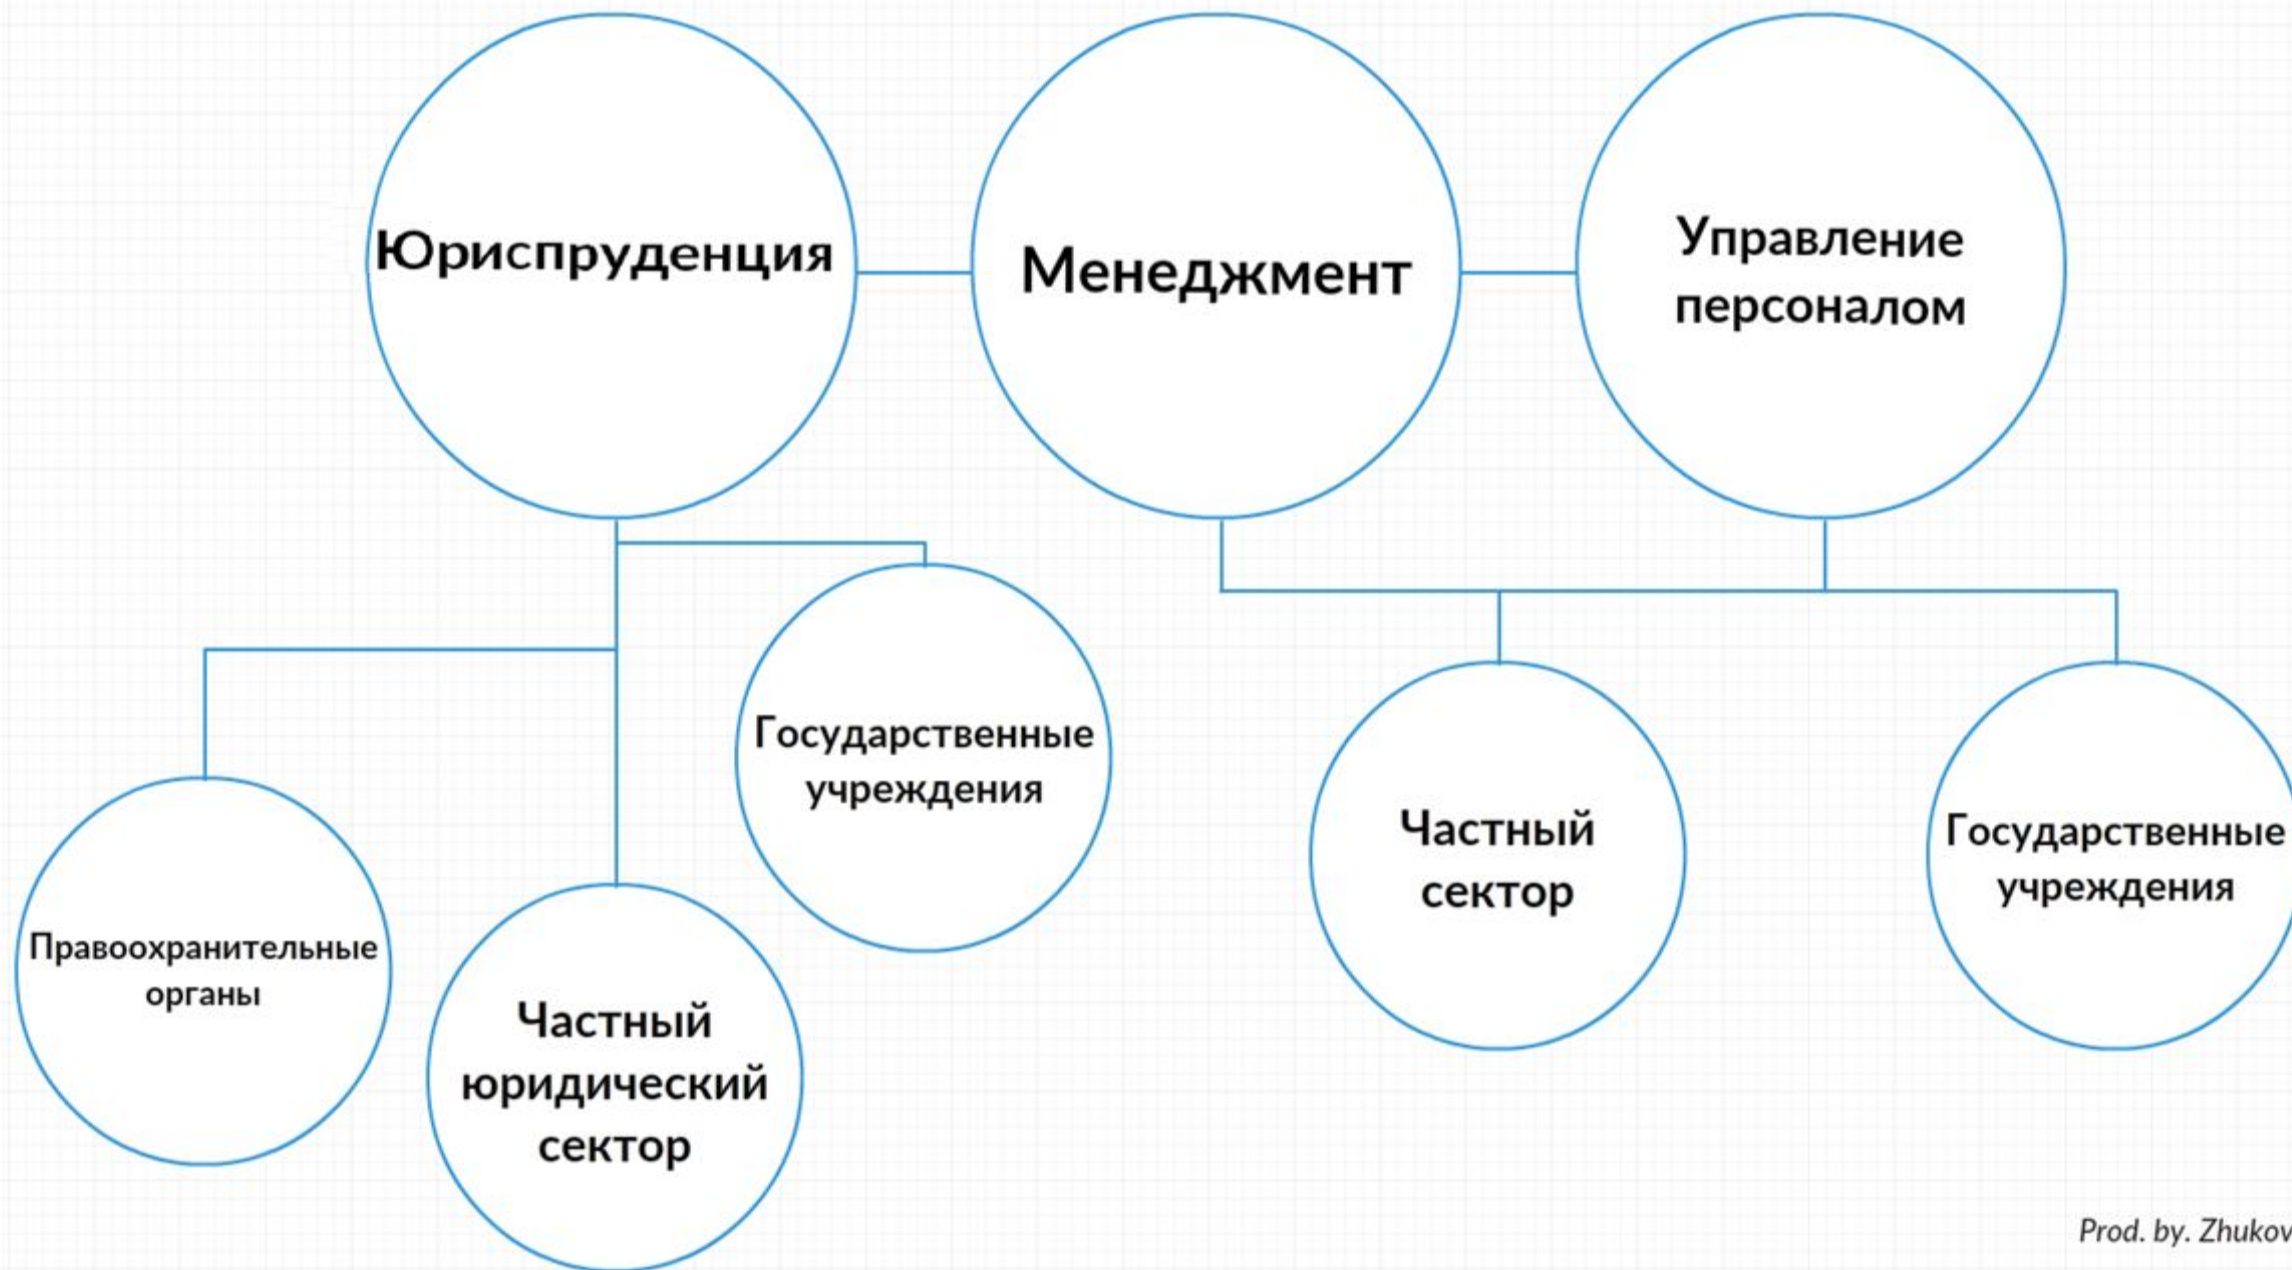 Юриспруденция
Менеджмент
Управление
персоналом
Государственные
учреждения
Частный
сектор
Государственные
учреждения
Правоохранительные
органы
Частный
юридический
сектор
Prod. by. Zhukov